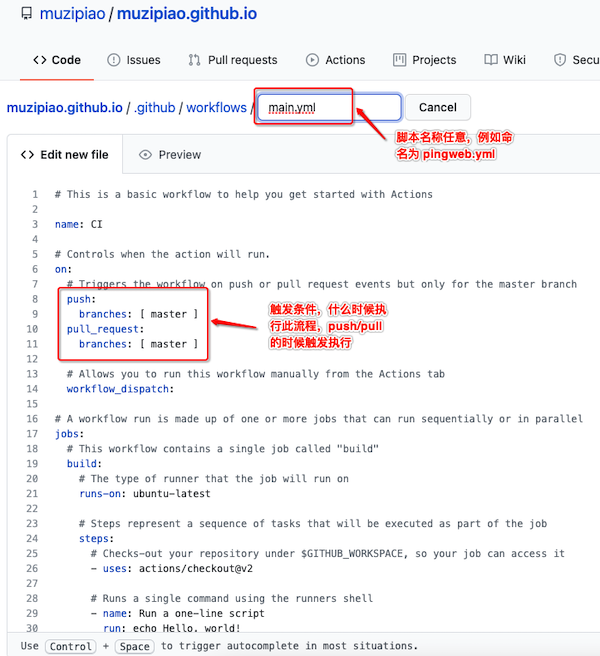 muzipiao / muzipiao.github.io
Code Issues Pull requests Actions Projects Wiki Secu
muzipiao.github.io / .github / workflows / main.yml Cancel
脚本名称任意，例如命
名为 pingweb.yml
Edit new file Preview
1 # This is a basic workflow to help you get started with Actions
2
3 name: CI
4
5 # Controls when the action will run.
6 on:
7 # Triggers the workflow on push or pull request events but only for the master branch
8 push:
9 branches: [ master ]
10 pull_request:
11 branches: [ master ]
12
触发条件，什么时候执
行此流程，push/pull
的时候触发执行
13 # Allows you to run this workflow manually from the Actions tab
14 workflow_dispatch:
15
16 # A workflow run is made up of one or more jobs that can run sequentially or in parallel
17 jobs:
18 # This workflow contains a single job called "build"
19 build:
20 # The type of runner that the job will run on
21 runs-on: ubuntu-latest
22
23 # Steps represent a sequence of tasks that will be executed as part of the job
24 steps:
25 # Checks-out your repository under $GITHUB_WORKSPACE, so your job can access it
26 - uses: actions/checkout@v2
27
28 # Runs a single command using the runners shell
29 - name: Run a one-line script
30 run: echo Hello, world!
Use Control + Space to trigger autocomplete in most situations.